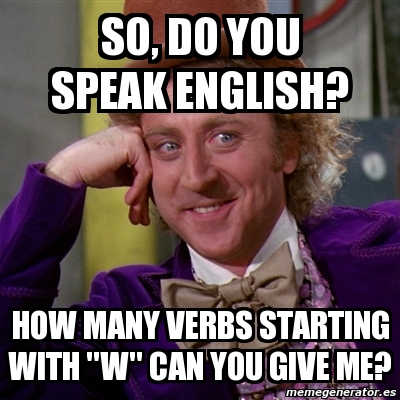 SO, DO YOU
SPEAK ENGLISH?
HOW MANY VERBS STARTING
WITH "W" CAN YOU GIVE ME?
memegenerator.es